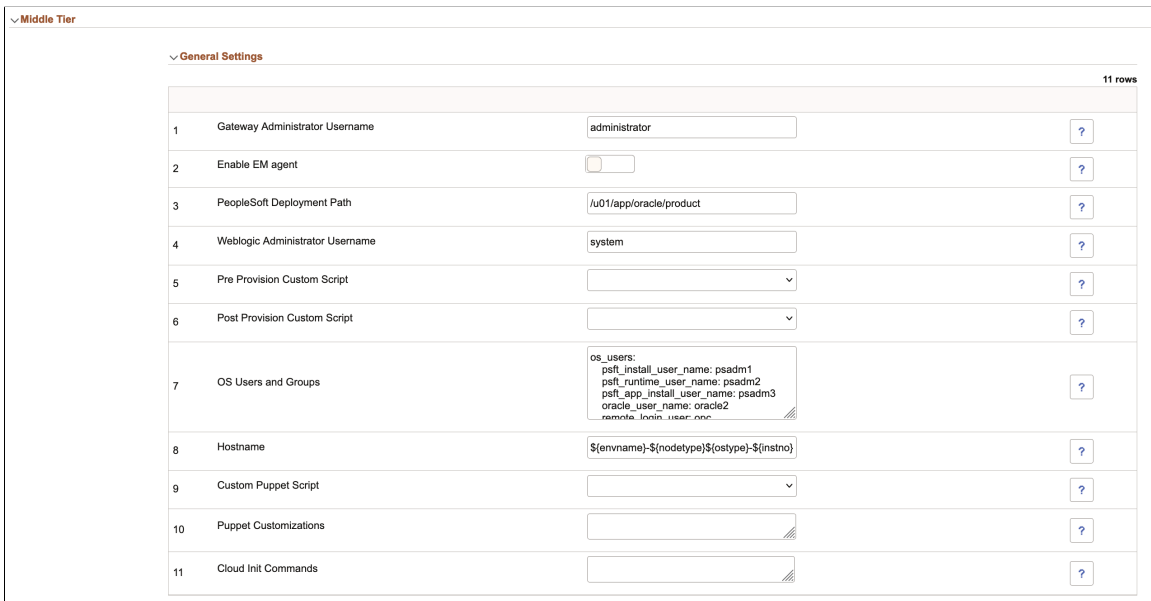 Middle Tier
General Settings
11 rows
1 Gateway Administrator Username administrator ?
2 Enable EM agent ?
3 PeopleSoft Deployment Path /u01/app/oracle/product ?
4 Weblogic Administrator Username system ?
5 Pre Provision Custom Script ?
6 Post Provision Custom Script ?
7 OS Users and Groups ?
os_users:
psft_install_user_name: psadm1
psft_runtime_user_name: psadm2
psft_app_install_user_name: psadm3
oracle_user_name: oracle2
remote_login_user: opc
8 Hostname ${envname}-${nodetype}${ostype}-${instno} ?
9 Custom Puppet Script ?
10 Puppet Customizations ?
11 Cloud Init Commands ?